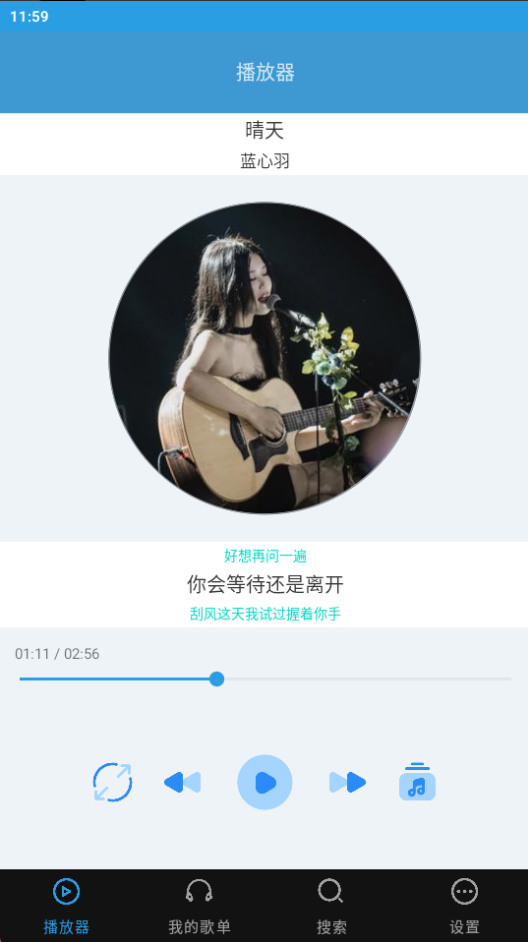 11:59
播放器
晴天
蓝心羽
好想再问一遍
你会等待还是离开
刮风这天我试过握着你手
01:11 / 02:56
播放器
我的歌单
搜索
设置